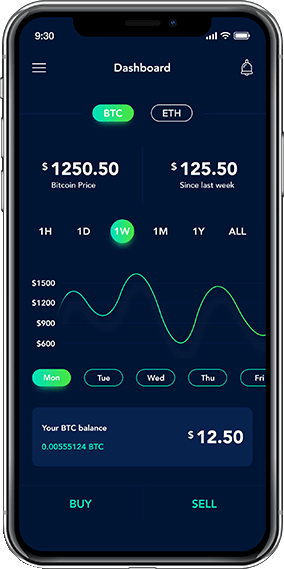 9:30
Dashboard
BTC ETH
$1250.50 $125.50
Bitcoin Price Since last week
1H 1D 1W 1M 1Y ALL
$1500
$1200
$900
$600
Mon Tue Wed Thu Fri
Your BTC balance
0.00555124 BTC
$12.50
BUY SELL